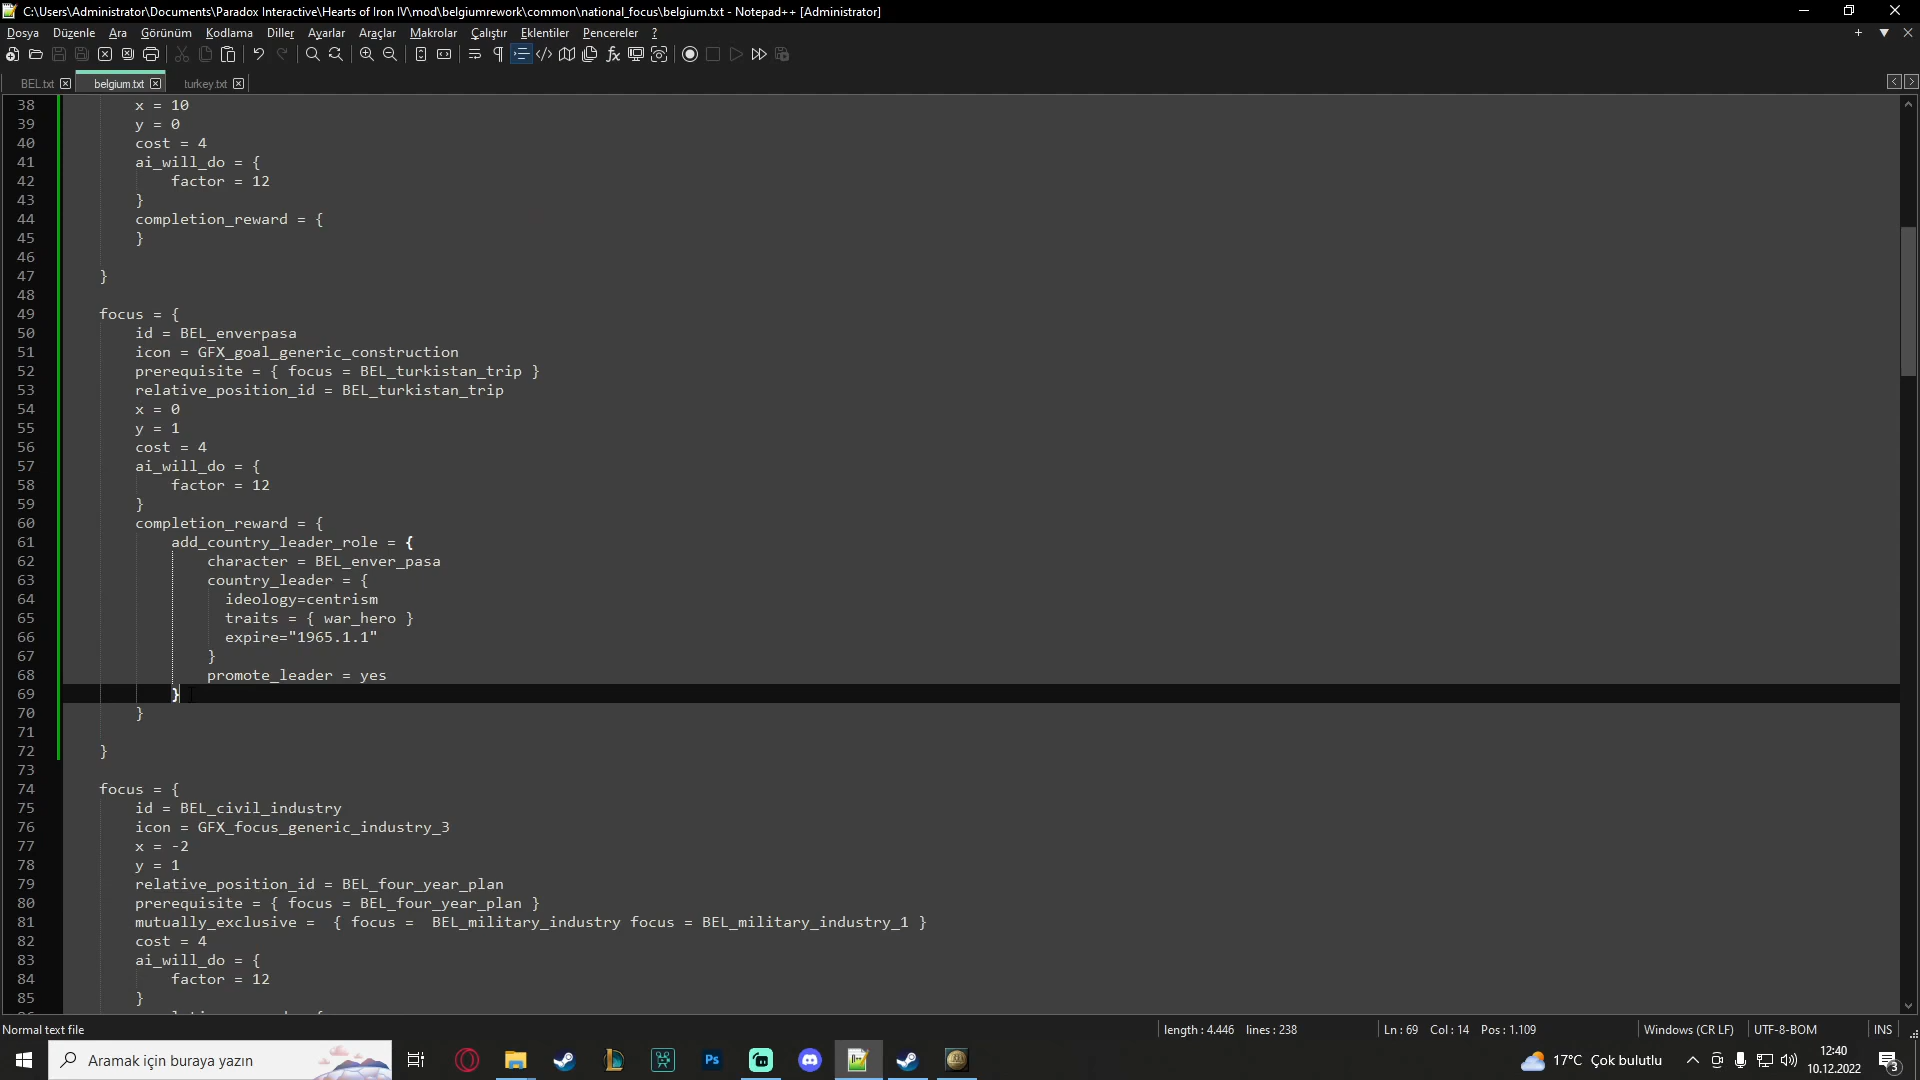 C:\Users\Administrator\Documents\Paradox Interactive\Hearts of Iron IV\mod\belgiumrework\common\national_focus\belgium.txt - Notepad++ [Administrator]
Dosya Düzenle Ara Görünüm Kodlama Diller Ayarlar Araçlar Makrolar Çalıştır Eklentiler Pencereler ?
BEL.txt belgium.txt turkey.txt
38 x = 10
39 y = 0
40 cost = 4
41 ai_will_do = {
42 factor = 12
43 }
44 completion_reward = {
45 }
46
47 }
48
49 focus = {
50 id = BEL_enverpasa
51 icon = GFX_goal_generic_construction
52 prerequisite = { focus = BEL_turkistan_trip }
53 relative_position_id = BEL_turkistan_trip
54 x = 0
55 y = 1
56 cost = 4
57 ai_will_do = {
58 factor = 12
59 }
60 completion_reward = {
61 add_country_leader_role = {
62 character = BEL_enver_pasa
63 country_leader = {
64 ideology=centrism
65 traits = { war_hero }
66 expire="1965.1.1"
67 }
68 promote_leader = yes
69 }
70 }
71
72 }
73
74 focus = {
75 id = BEL_civil_industry
76 icon = GFX_focus_generic_industry_3
77 x = -2
78 y = 1
79 relative_position_id = BEL_four_year_plan
80 prerequisite = { focus = BEL_four_year_plan }
81 mutually_exclusive =  { focus =  BEL_military_industry focus = BEL_military_industry_1 }
82 cost = 4
83 ai_will_do = {
84 factor = 12
85 }
Normal text file length : 4.446 lines : 238 Ln : 69 Col : 14 Pos : 1.109 Windows (CR LF) UTF-8-BOM INS
Aramak için buraya yazın
17°C Çok bulutlu
12:40
10.12.2022
3